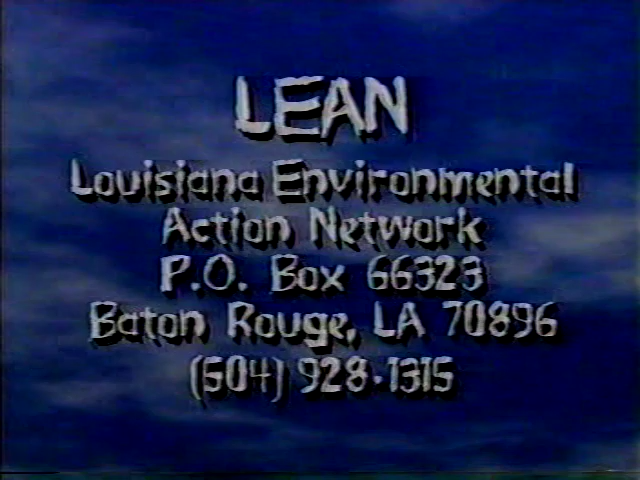 LEAN
Louisiana Environmental
Action Network
P.O. Box 66323
Baton Rouge, LA 70896
(504) 928-1315